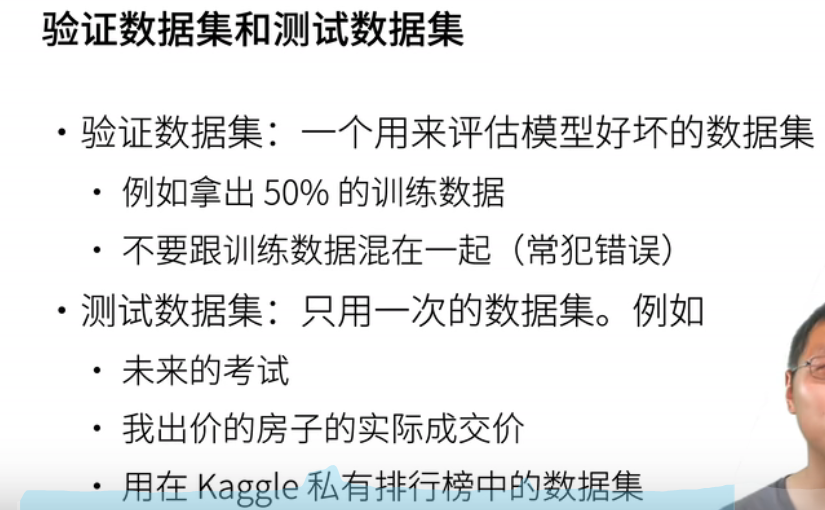 验证数据集和测试数据集
• 验证数据集：一个用来评估模型好坏的数据集
• 例如拿出 50% 的训练数据
• 不要跟训练数据混在一起（常犯错误）
• 测试数据集：只用一次的数据集。例如
• 未来的考试
• 我出价的房子的实际成交价
• 用在 Kaggle 私有排行榜中的数据集